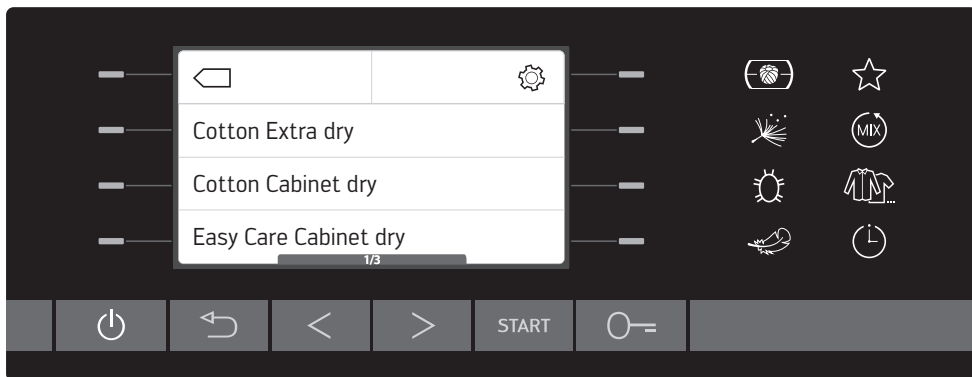 Cotton Extra dry
MIX
Cotton Cabinet dry
Easy Care Cabinet dry
1/3
START